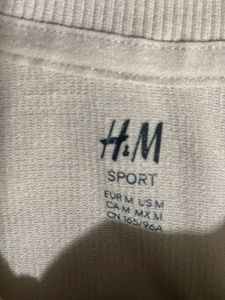 H&M
SPORT
EUR M US M
CA M MX M
CN 165/96A